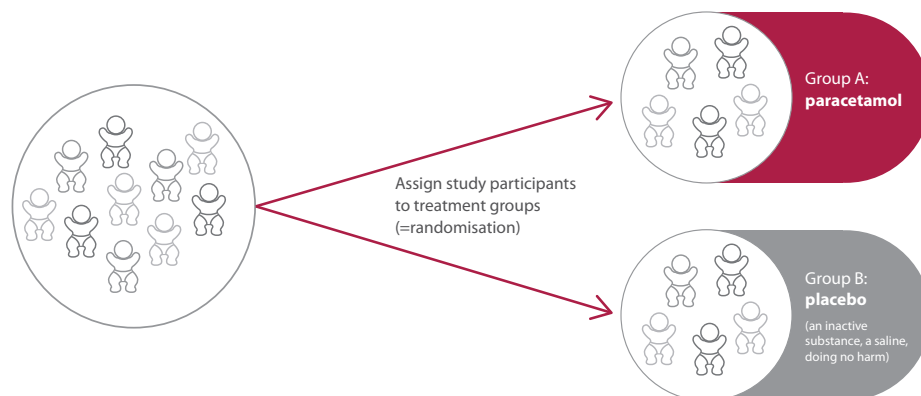 Group A:
paracetamol
Assign study participants
to treatment groups
(=randomisation)
Group B:
placebo
(an inactive
substance, a saline,
doing no harm)